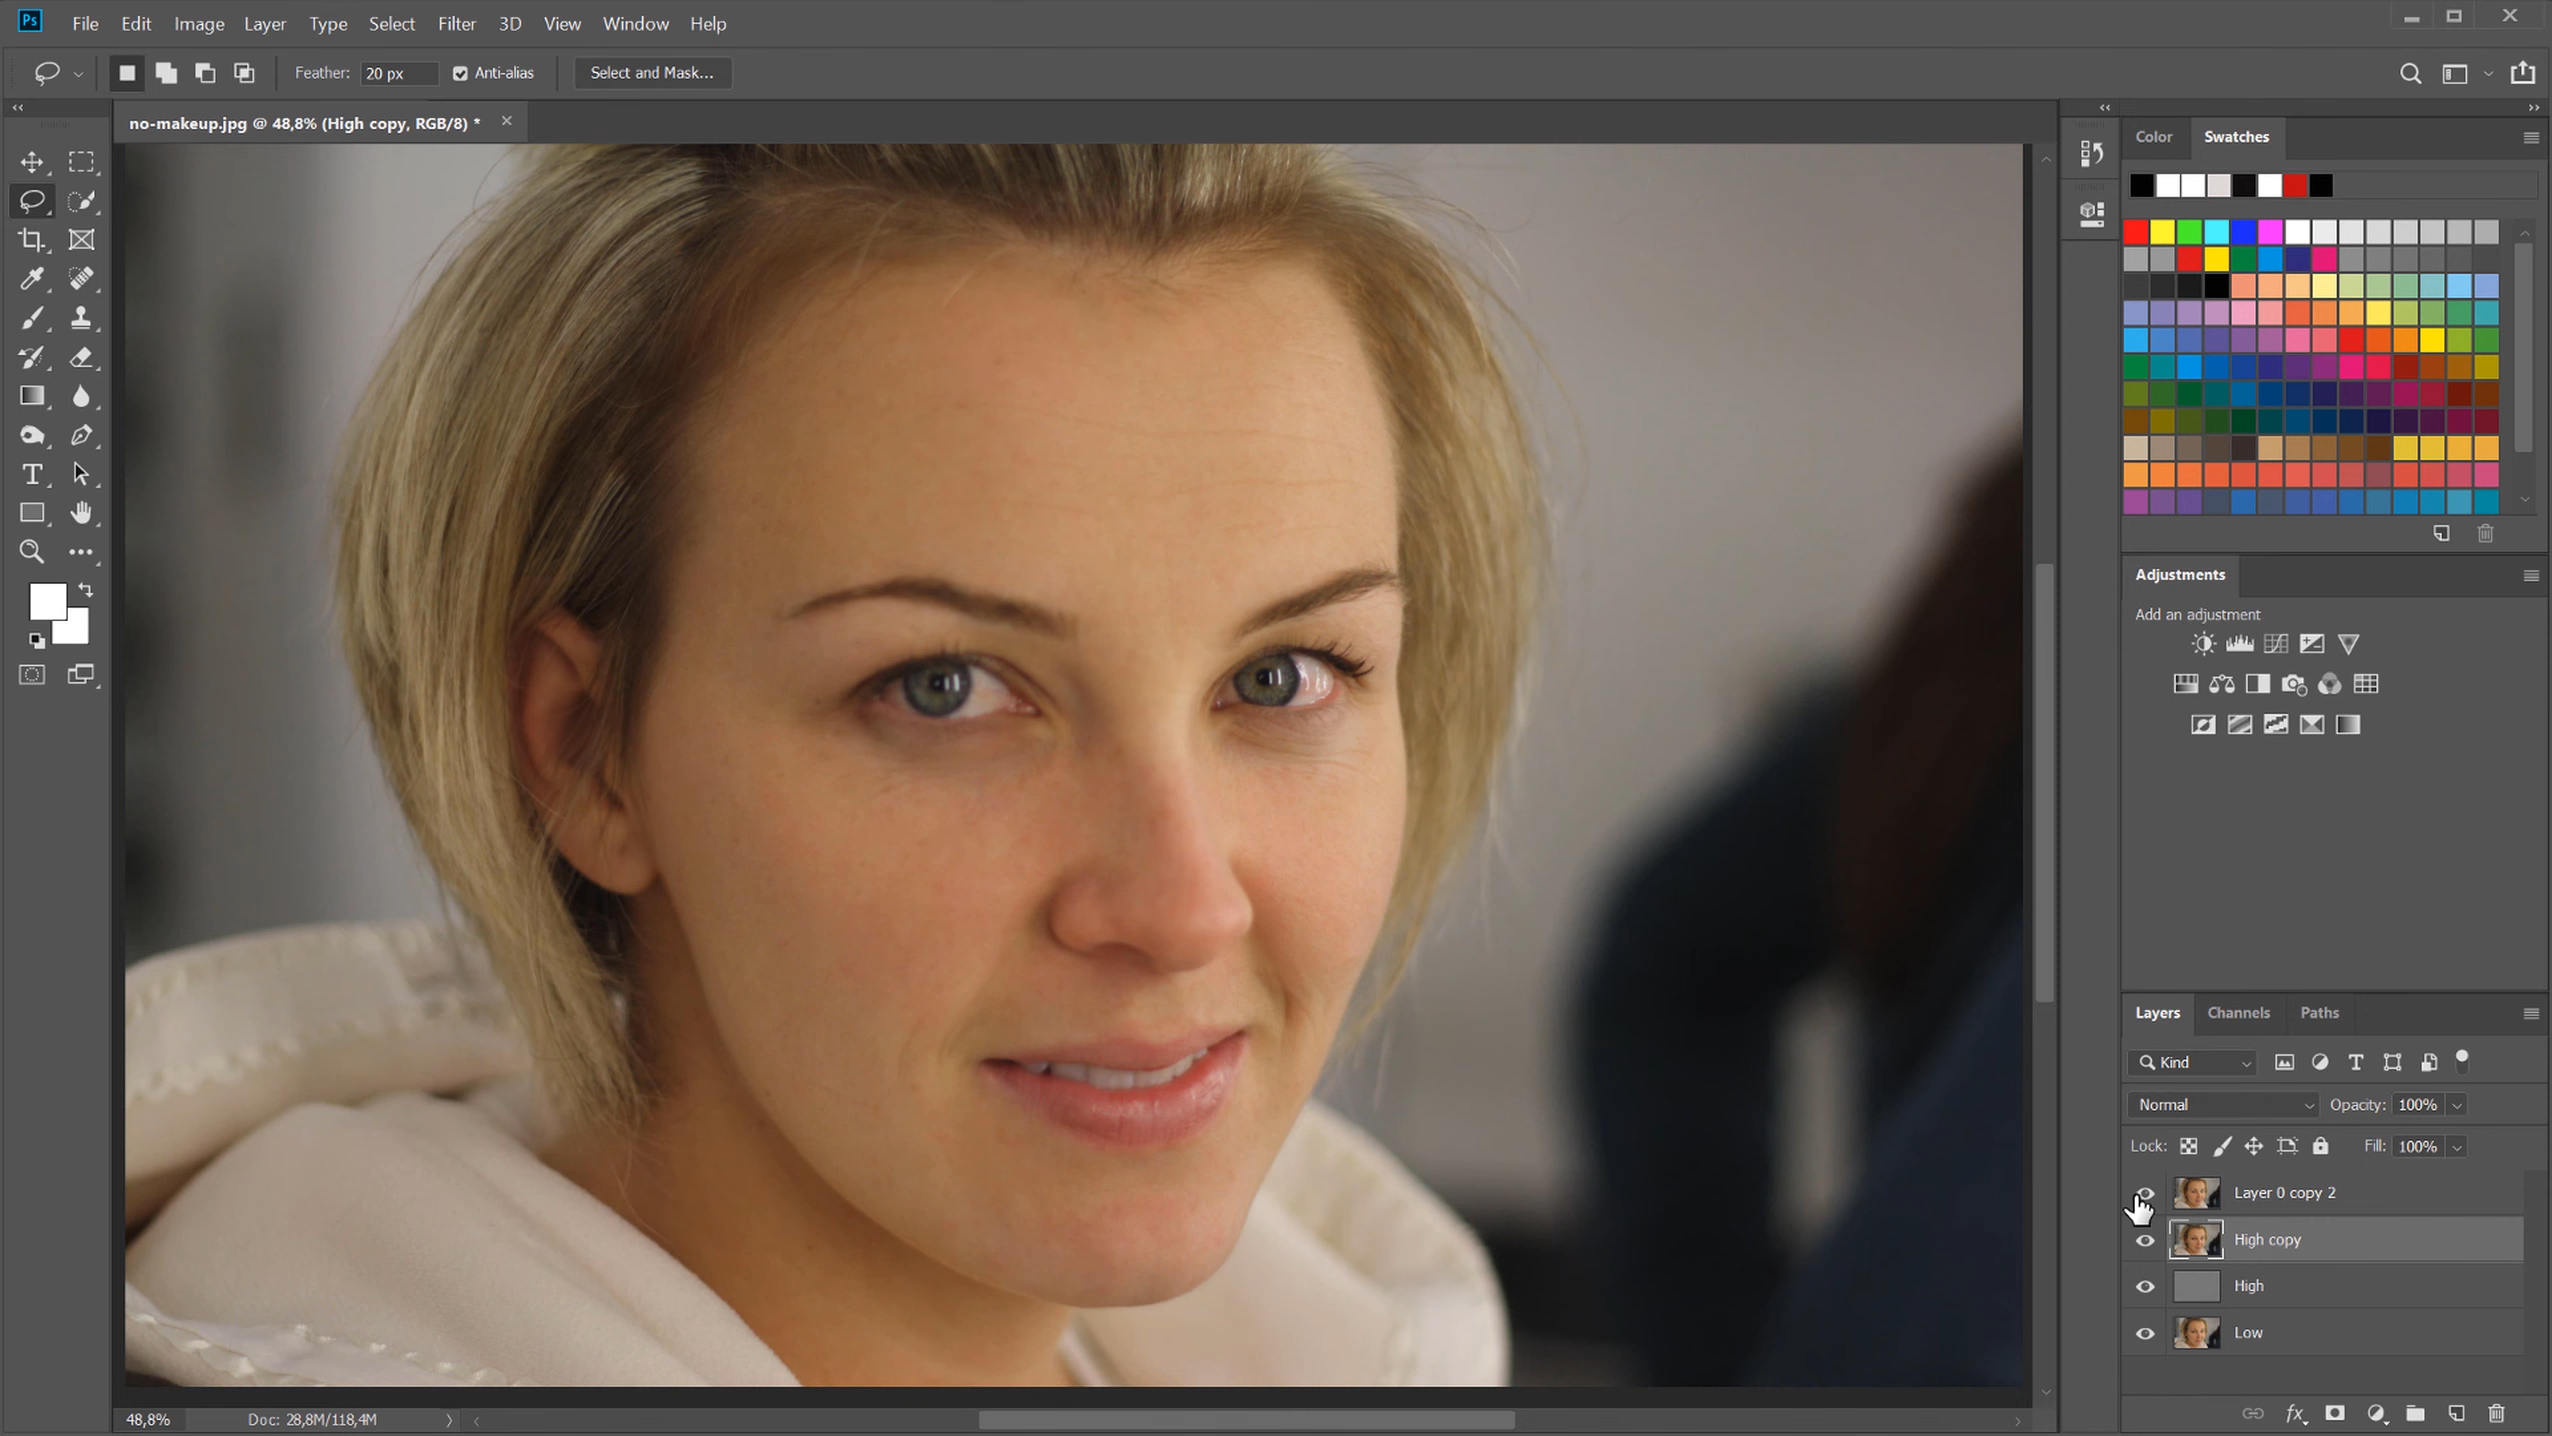 Ps File Edit Image Layer Type Select Filter 3D View Window Help
Feather: 20 px Anti-alias Select and Mask...
no-makeup.jpg @ 48,8% (High copy, RGB/8) *
Color Swatches
Adjustments
Add an adjustment
Layers Channels Paths
Kind
Normal Opacity: 100%
Lock: Fill: 100%
Layer 0 copy 2
High copy
High
Low
48,8% Doc: 28,8M/118,4M
fx